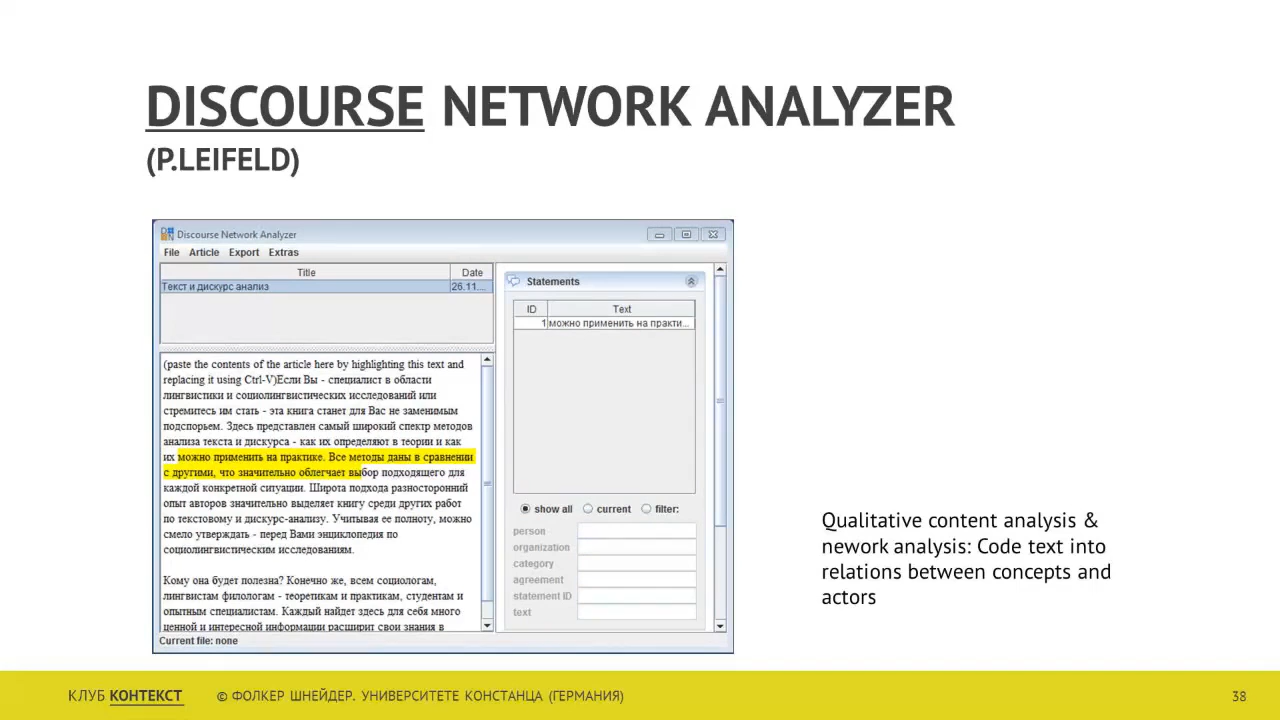 DISCOURSE NETWORK ANALYZER
(P.LEIFELD)
Discourse Network Analyzer
File Article Export Extras
Title Date
Текст и дискурс анализ 26.11...
(paste the contents of the article here by highlighting this text and
replacing it using Ctrl-V)Если Вы - специалист в области
лингвистики и социолингвистических исследований или
стремитесь им стать - эта книга станет для Вас не заменимым
подспорьем. Здесь представлен самый широкий спектр методов
анализа текста и дискурса - как их определяют в теории и как
их можно применить на практике. Все методы даны в сравнении
с другими, что значительно облегчает выбор подходящего для
каждой конкретной ситуации. Широта подхода разносторонний
опыт авторов значительно выделяет книгу среди других работ
по текстовому и дискурс-анализу. Учитывая ее полноту, можно
смело утверждать - перед Вами энциклопедия по
социолингвистическим исследованиям.
Кому она будет полезна? Конечно же, всем социологам,
лингвистам филологам - теоретикам и практикам, студентам и
опытным специалистам. Каждый найдет здесь для себя много
ценной и интересной информации расширит свои знания в
Current file: none
Statements
ID Text
1 можно применить на практи...
show all current filter:
person
organization
category
agreement
statement ID
text
Qualitative content analysis &
nework analysis: Code text into
relations between concepts and
actors
КЛУБ КОНТЕКСТ © ФОЛКЕР ШНЕЙДЕР. УНИВЕРСИТЕТЕ КОНСТАНЦА (ГЕРМАНИЯ) 38